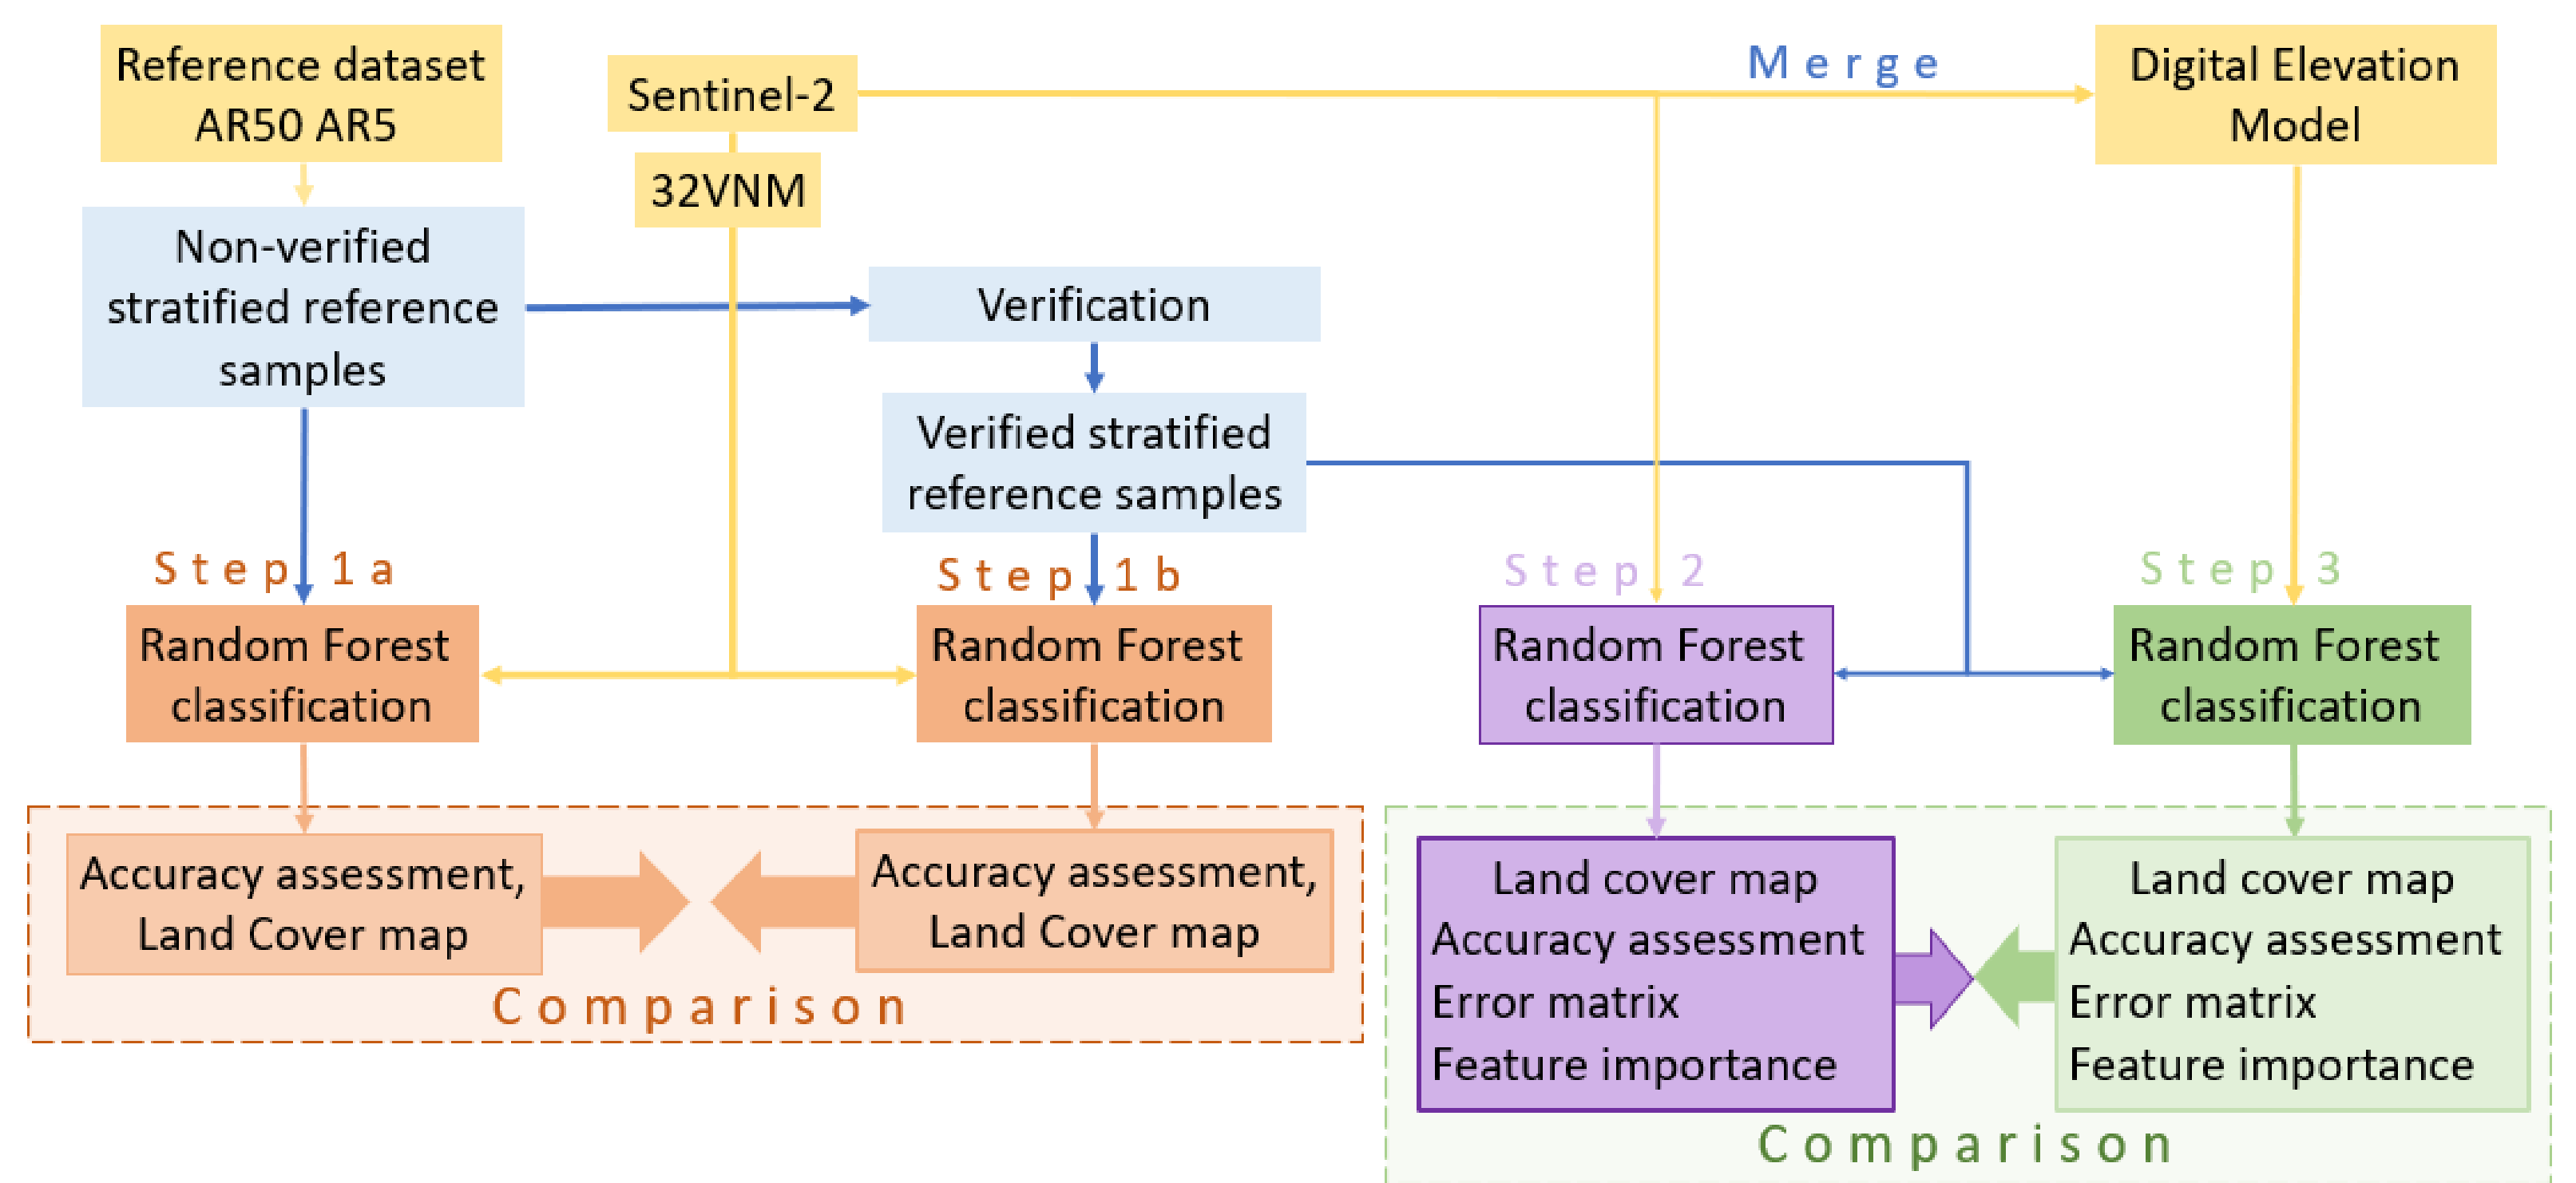 Reference dataset
AR50 AR5
Sentinel-2
32VNM
Merge
Digital Elevation
Model
Non-verified
stratified reference
samples
Verification
Verified stratified
reference samples
Step 1a
Random Forest
classification
Step 1b
Random Forest
classification
Step 2
Random Forest
classification
Step 3
Random Forest
classification
Accuracy assessment,
Land Cover map
Accuracy assessment,
Land Cover map
Comparison
Land cover map
Accuracy assessment
Error matrix
Feature importance
Land cover map
Accuracy assessment
Error matrix
Feature importance
Comparison